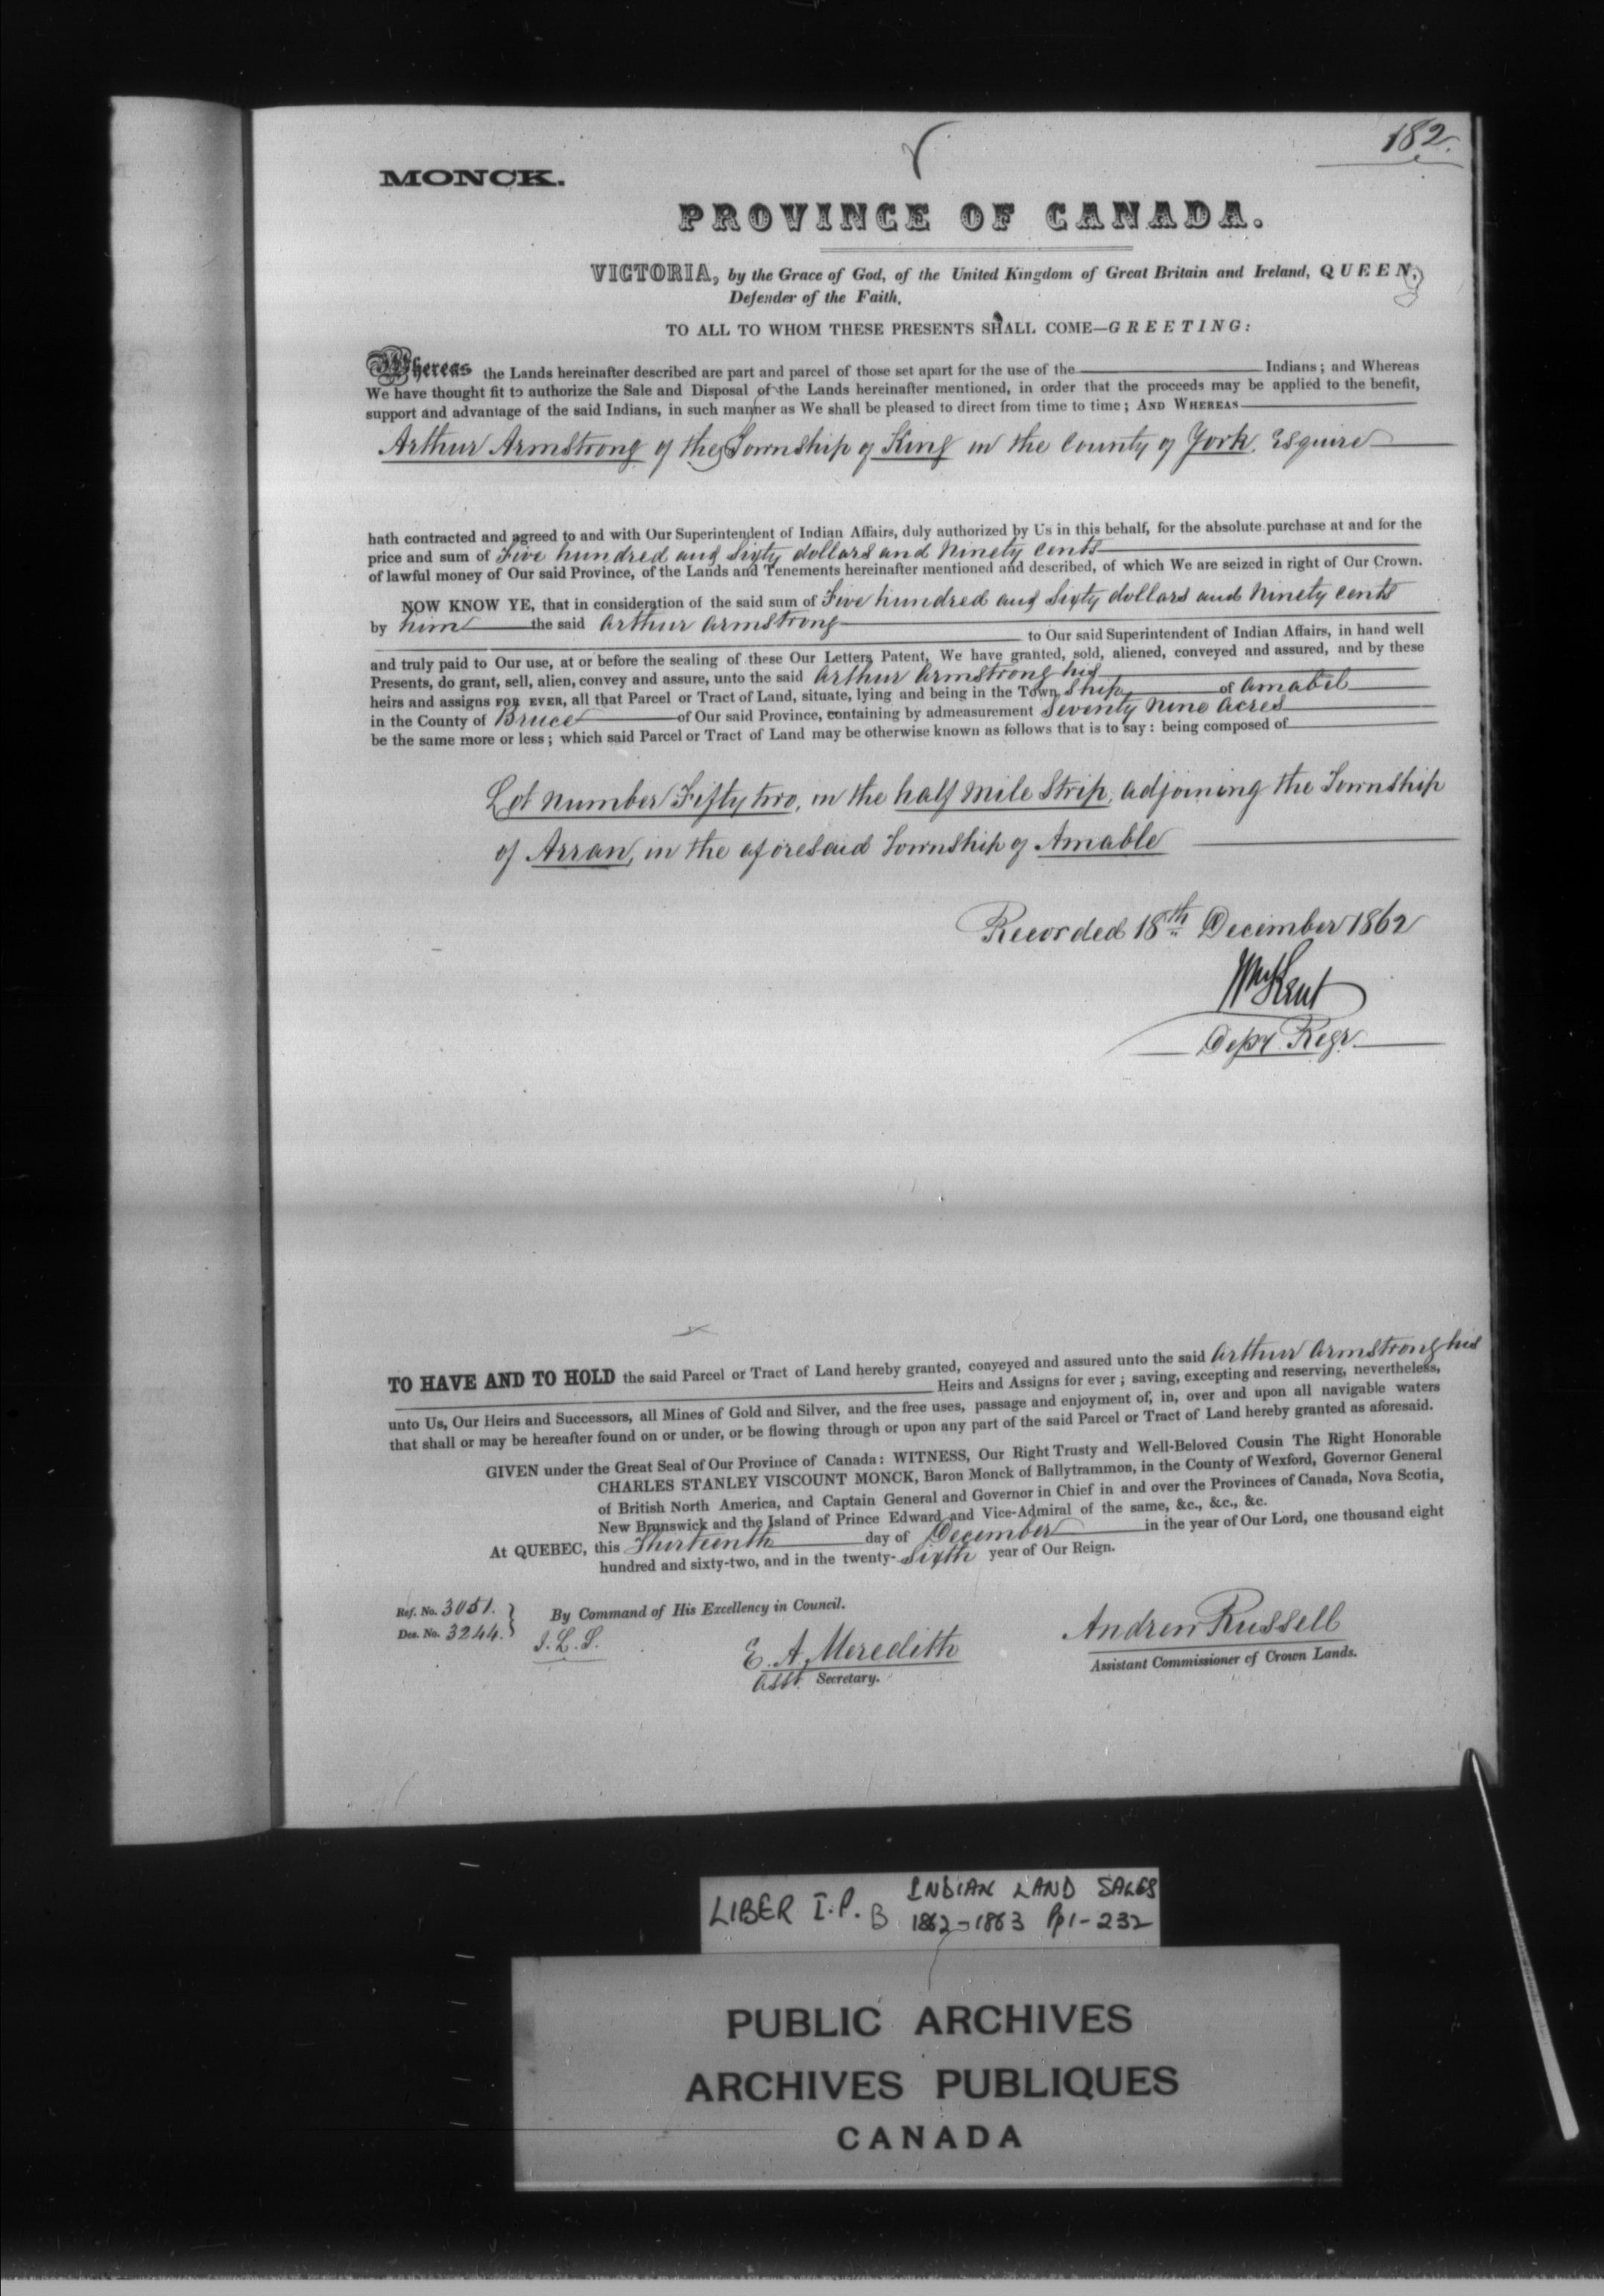 182.
MONCK.
PROVINCE OF CANADA.
VICTORIA, by the Grace of God, of the United Kingdom of Great Britain and Ireland, QUEEN,
Defender of the Faith,
TO ALL TO WHOM THESE PRESENTS SHALL COME—GREETING:
Whereas the Lands hereinafter described are part and parcel of those set apart for the use of the Indians; and Whereas
We have thought fit to authorize the Sale and Disposal of the Lands hereinafter mentioned, in order that the proceeds may be applied to the benefit,
support and advantage of the said Indians, in such manner as We shall be pleased to direct from time to time; AND WHEREAS
Arthur Armstrong of the Township of King in the County of York, Esquire
hath contracted and agreed to and with Our Superintendent of Indian Affairs, duly authorized by Us in this behalf, for the absolute purchase at and for the
price and sum of Five hundred and Sixty dollars and Ninety cents
of lawful money of Our said Province, of the Lands and Tenements hereinafter mentioned and described, of which We are seized in right of Our Crown.
NOW KNOW YE, that in consideration of the said sum of Five hundred and Sixty dollars and Ninety cents
by him the said Arthur Armstrong
to Our said Superintendent of Indian Affairs, in hand well
and truly paid to Our use, at or before the sealing of these Our Letters Patent, We have granted, sold, aliened, conveyed and assured, and by these
Presents, do grant, sell, alien, convey and assure, unto the said Arthur Armstrong his
heirs and assigns FOR EVER, all that Parcel or Tract of Land, situate, lying and being in the Town ship of Amabel
in the County of Bruce of Our said Province, containing by admeasurement Seventy Nine acres
be the same more or less; which said Parcel or Tract of Land may be otherwise known as follows that is to say: being composed of
Lot number Fifty two, in the half mile Strip, adjoining the Township
of Arran, in the aforesaid Township of Amable
Recorded 18th December 1862
Wm Kent
Depy Regr
TO HAVE AND TO HOLD the said Parcel or Tract of Land hereby granted, conveyed and assured unto the said Arthur Armstrong his
Heirs and Assigns for ever; saving, excepting and reserving, nevertheless,
unto Us, Our Heirs and Successors, all Mines of Gold and Silver, and the free uses, passage and enjoyment of, in, over and upon all navigable waters
that shall or may be hereafter found on or under, or be flowing through or upon any part of the said Parcel or Tract of Land hereby granted as aforesaid.
GIVEN under the Great Seal of Our Province of Canada: WITNESS, Our Right Trusty and Well-Beloved Cousin The Right Honorable
CHARLES STANLEY VISCOUNT MONCK, Baron Monck of Ballytrammon, in the County of Wexford, Governor General
of British North America, and Captain General and Governor in Chief in and over the Provinces of Canada, Nova Scotia,
New Brunswick and the Island of Prince Edward and Vice-Admiral of the same, &c., &c., &c.
At QUEBEC, this Thirteenth day of December in the year of Our Lord, one thousand eight
hundred and sixty-two, and in the twenty-Sixth year of Our Reign.
Ref. No. 3051.
Des. No. 3244.
By Command of His Excellency in Council.
J. L. S.
E. A. Meredith
Asst. Secretary.
Andrew Russell
Assistant Commissioner of Crown Lands.
LIBER I.P. B INDIAN LAND SALES
1862-1863 Pp 1-232
PUBLIC ARCHIVES
ARCHIVES PUBLIQUES
CANADA